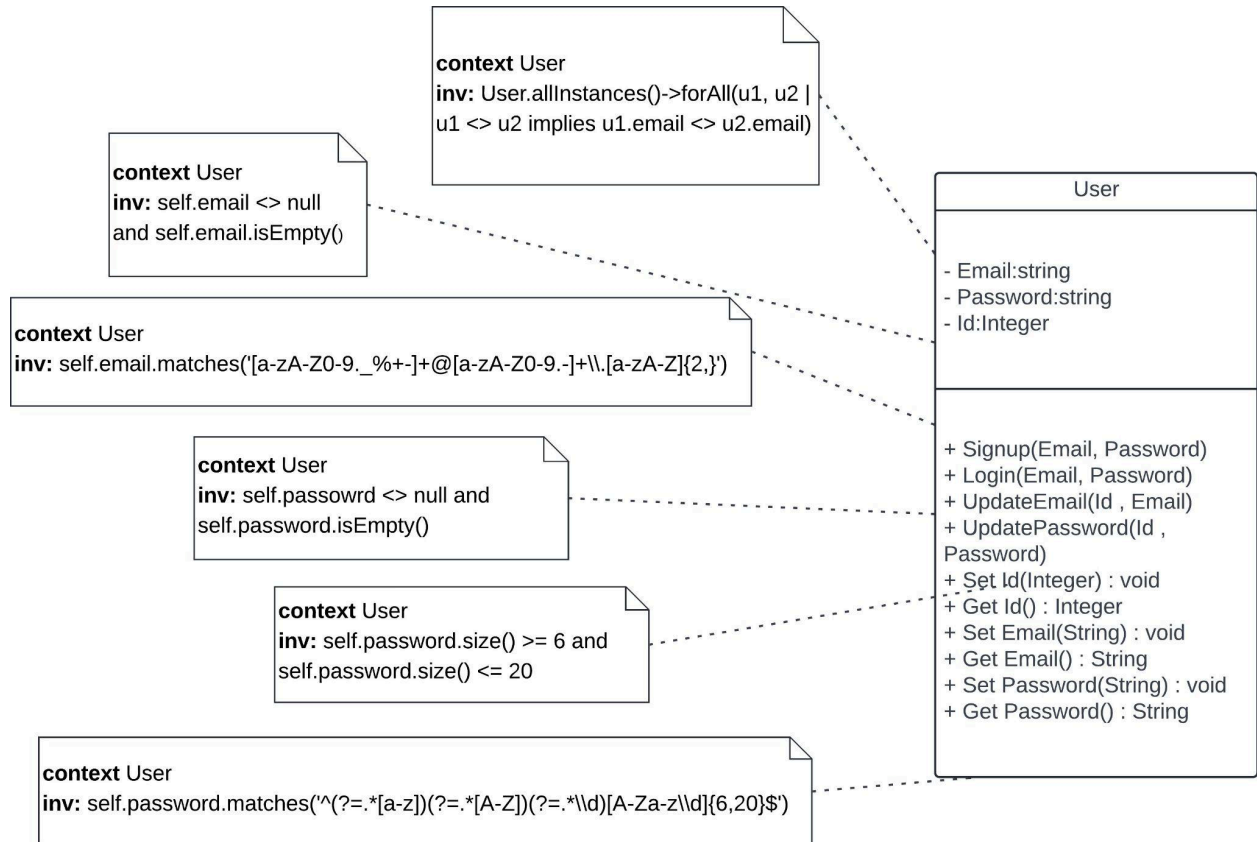 context User
inv: User.allInstances()->forAll(u1, u2 |
u1 <> u2 implies u1.email <> u2.email)
context User
inv: self.email <> null
and self.email.isEmpty()
context User
inv: self.email.matches('[a-zA-Z0-9._%+-]+@[a-zA-Z0-9.-]+\\.[a-zA-Z]{2,}')
context User
inv: self.passowrd <> null and
self.password.isEmpty()
context User
inv: self.password.size() >= 6 and
self.password.size() <= 20
context User
inv: self.password.matches('^(?=.*[a-z])(?=.*[A-Z])(?=.*\\d)[A-Za-z\\d]{6,20}$')
User
- Email:string
- Password:string
- Id:Integer
+ Signup(Email, Password)
+ Login(Email, Password)
+ UpdateEmail(Id , Email)
+ UpdatePassword(Id ,
Password)
+ Set Id(Integer) : void
+ Get Id() : Integer
+ Set Email(String) : void
+ Get Email() : String
+ Set Password(String) : void
+ Get Password() : String